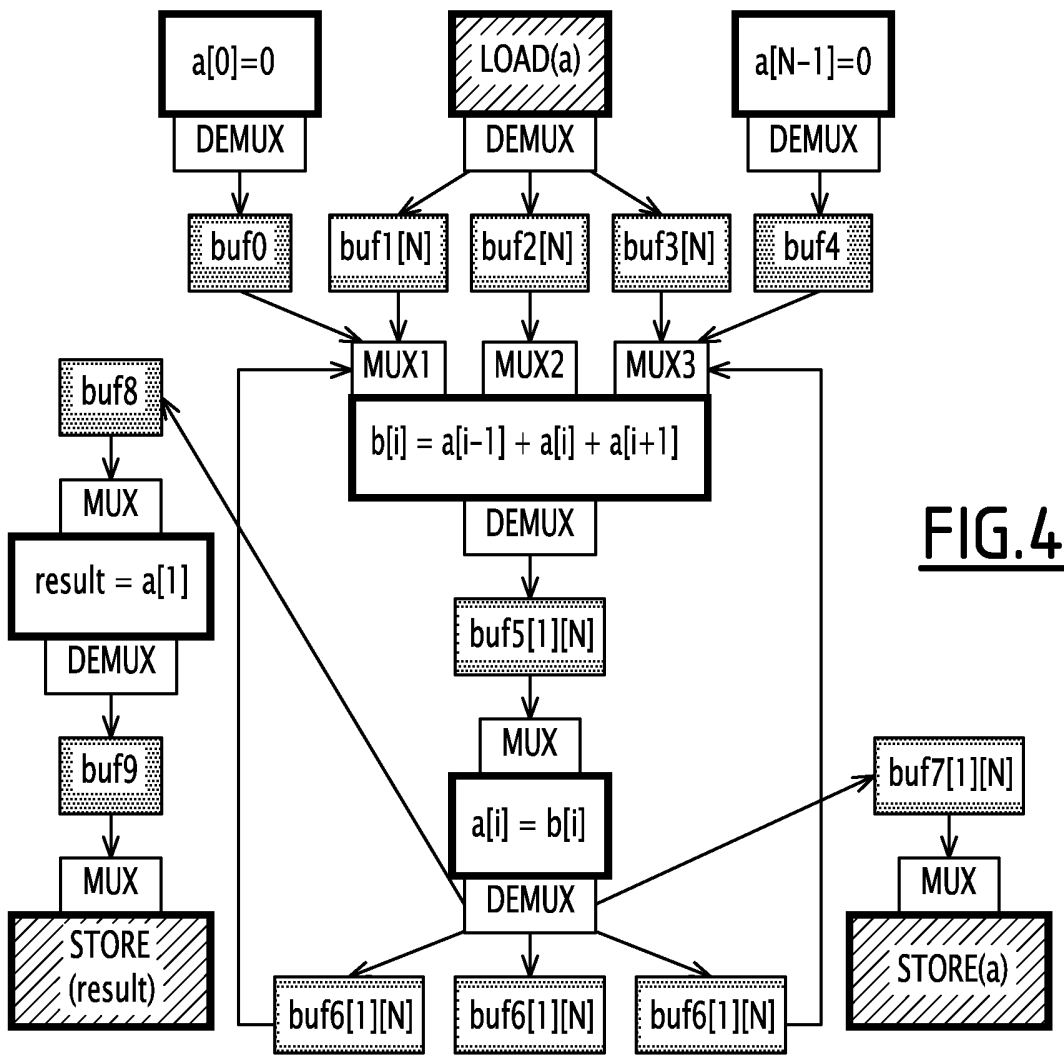 a[0]=0
LOAD(a)
a[N-1]=0
DEMUX
DEMUX
DEMUX
buf0
buf1[N]
buf2[N]
buf3[N]
buf4
MUX1
MUX2
MUX3
buf8
b[i] = a[i-1] + a[i] + a[i+1]
MUX
DEMUX
FIG.4
result = a[1]
buf5[1][N]
DEMUX
MUX
buf9
buf7[1][N]
a[i] = b[i]
MUX
DEMUX
MUX
STORE
(result)
STORE(a)
buf6[1][N]
buf6[1][N]
buf6[1][N]